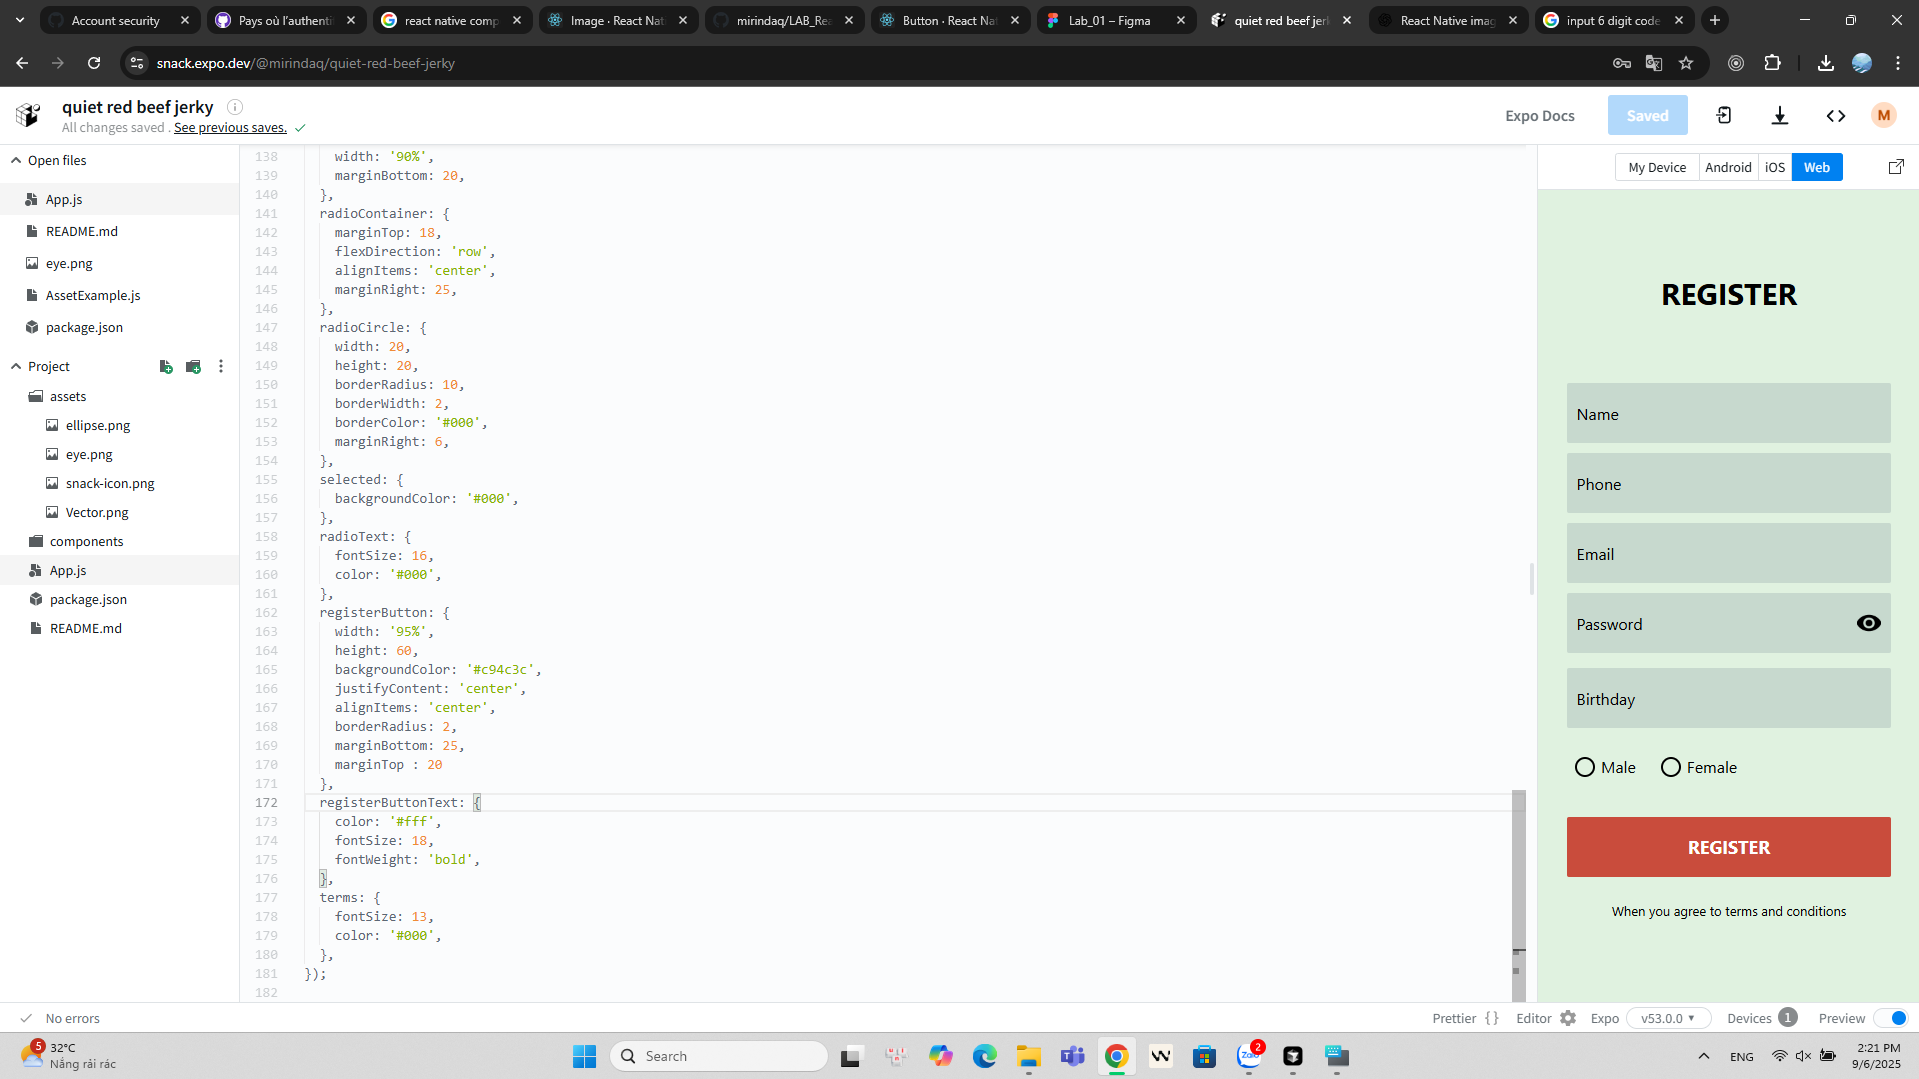 Account security
Pays où l'authenti
react native comp
Image · React Nati
mirindaq/LAB_Rea
Button · React Nat
Lab_01 – Figma
quiet red beef jerk
React Native imag
input 6 digit code
snack.expo.dev/@mirindaq/quiet-red-beef-jerky
quiet red beef jerky
All changes saved . See previous saves.
Expo Docs
Saved
M
Open files
App.js
README.md
eye.png
AssetExample.js
package.json
Project
assets
ellipse.png
eye.png
snack-icon.png
Vector.png
components
App.js
package.json
README.md
138 width: '90%',
139 marginBottom: 20,
140 },
141 radioContainer: {
142 marginTop: 18,
143 flexDirection: 'row',
144 alignItems: 'center',
145 marginRight: 25,
146 },
147 radioCircle: {
148 width: 20,
149 height: 20,
150 borderRadius: 10,
151 borderWidth: 2,
152 borderColor: '#000',
153 marginRight: 6,
154 },
155 selected: {
156 backgroundColor: '#000',
157 },
158 radioText: {
159 fontSize: 16,
160 color: '#000',
161 },
162 registerButton: {
163 width: '95%',
164 height: 60,
165 backgroundColor: '#c94c3c',
166 justifyContent: 'center',
167 alignItems: 'center',
168 borderRadius: 2,
169 marginBottom: 25,
170 marginTop : 20
171 },
172 registerButtonText: {
173 color: '#fff',
174 fontSize: 18,
175 fontWeight: 'bold',
176 },
177 terms: {
178 fontSize: 13,
179 color: '#000',
180 },
181 });
182
My Device
Android
iOS
Web
REGISTER
Name
Phone
Email
Password
Birthday
Male Female
REGISTER
When you agree to terms and conditions
No errors
Prettier { }
Editor
Expo
v53.0.0
Devices 1
Preview
5
32°C
Nắng rải rác
Search
Zalo
2
ENG
2:21 PM
9/6/2025